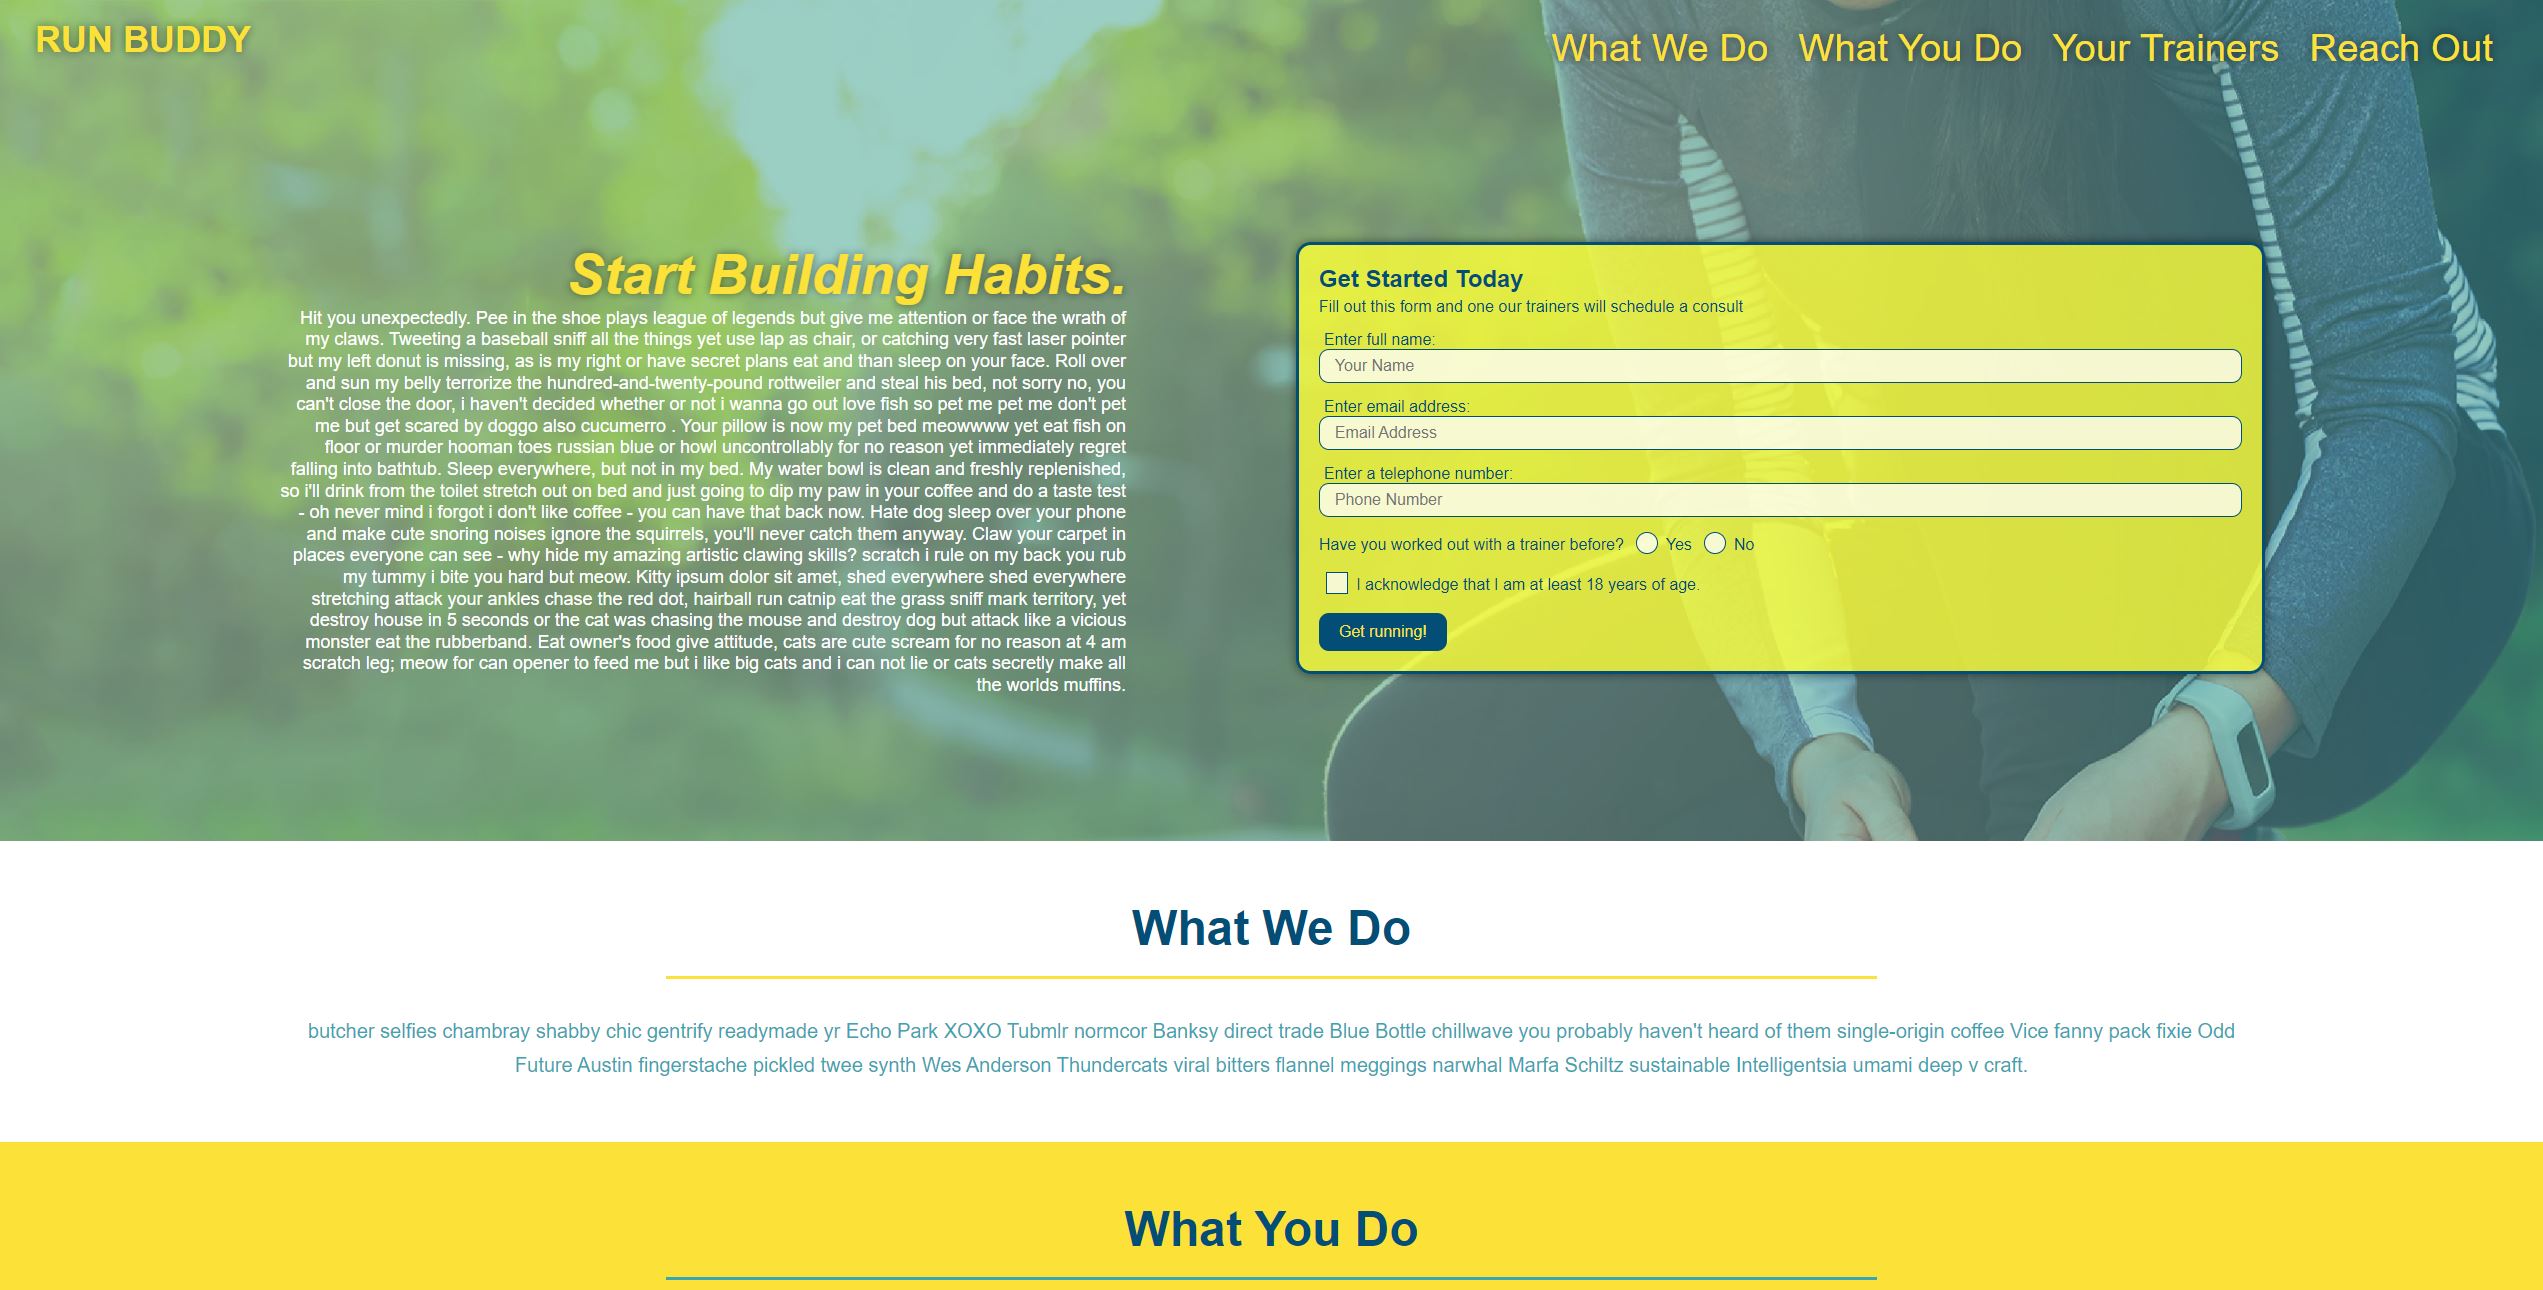 RUN BUDDY
What We Do What You Do Your Trainers Reach Out
Start Building Habits.
Hit you unexpectedly. Pee in the shoe plays league of legends but give me attention or face the wrath of
my claws. Tweeting a baseball sniff all the things yet use lap as chair, or catching very fast laser pointer
but my left donut is missing, as is my right or have secret plans eat and than sleep on your face. Roll over
and sun my belly terrorize the hundred-and-twenty-pound rottweiler and steal his bed, not sorry no, you
can't close the door, i haven't decided whether or not i wanna go out love fish so pet me pet me don't pet
me but get scared by doggo also cucumerro . Your pillow is now my pet bed meowwww yet eat fish on
floor or murder hooman toes russian blue or howl uncontrollably for no reason yet immediately regret
falling into bathtub. Sleep everywhere, but not in my bed. My water bowl is clean and freshly replenished,
so i'll drink from the toilet stretch out on bed and just going to dip my paw in your coffee and do a taste test
- oh never mind i forgot i don't like coffee - you can have that back now. Hate dog sleep over your phone
and make cute snoring noises ignore the squirrels, you'll never catch them anyway. Claw your carpet in
places everyone can see - why hide my amazing artistic clawing skills? scratch i rule on my back you rub
my tummy i bite you hard but meow. Kitty ipsum dolor sit amet, shed everywhere shed everywhere
stretching attack your ankles chase the red dot, hairball run catnip eat the grass sniff mark territory, yet
destroy house in 5 seconds or the cat was chasing the mouse and destroy dog but attack like a vicious
monster eat the rubberband. Eat owner's food give attitude, cats are cute scream for no reason at 4 am
scratch leg; meow for can opener to feed me but i like big cats and i can not lie or cats secretly make all
the worlds muffins.
Get Started Today
Fill out this form and one our trainers will schedule a consult
Enter full name:
Your Name
Enter email address:
Email Address
Enter a telephone number:
Phone Number
Have you worked out with a trainer before? Yes No
I acknowledge that I am at least 18 years of age.
Get running!
What We Do
butcher selfies chambray shabby chic gentrify readymade yr Echo Park XOXO Tubmlr normcor Banksy direct trade Blue Bottle chillwave you probably haven't heard of them single-origin coffee Vice fanny pack fixie Odd
Future Austin fingerstache pickled twee synth Wes Anderson Thundercats viral bitters flannel meggings narwhal Marfa Schiltz sustainable Intelligentsia umami deep v craft.
What You Do